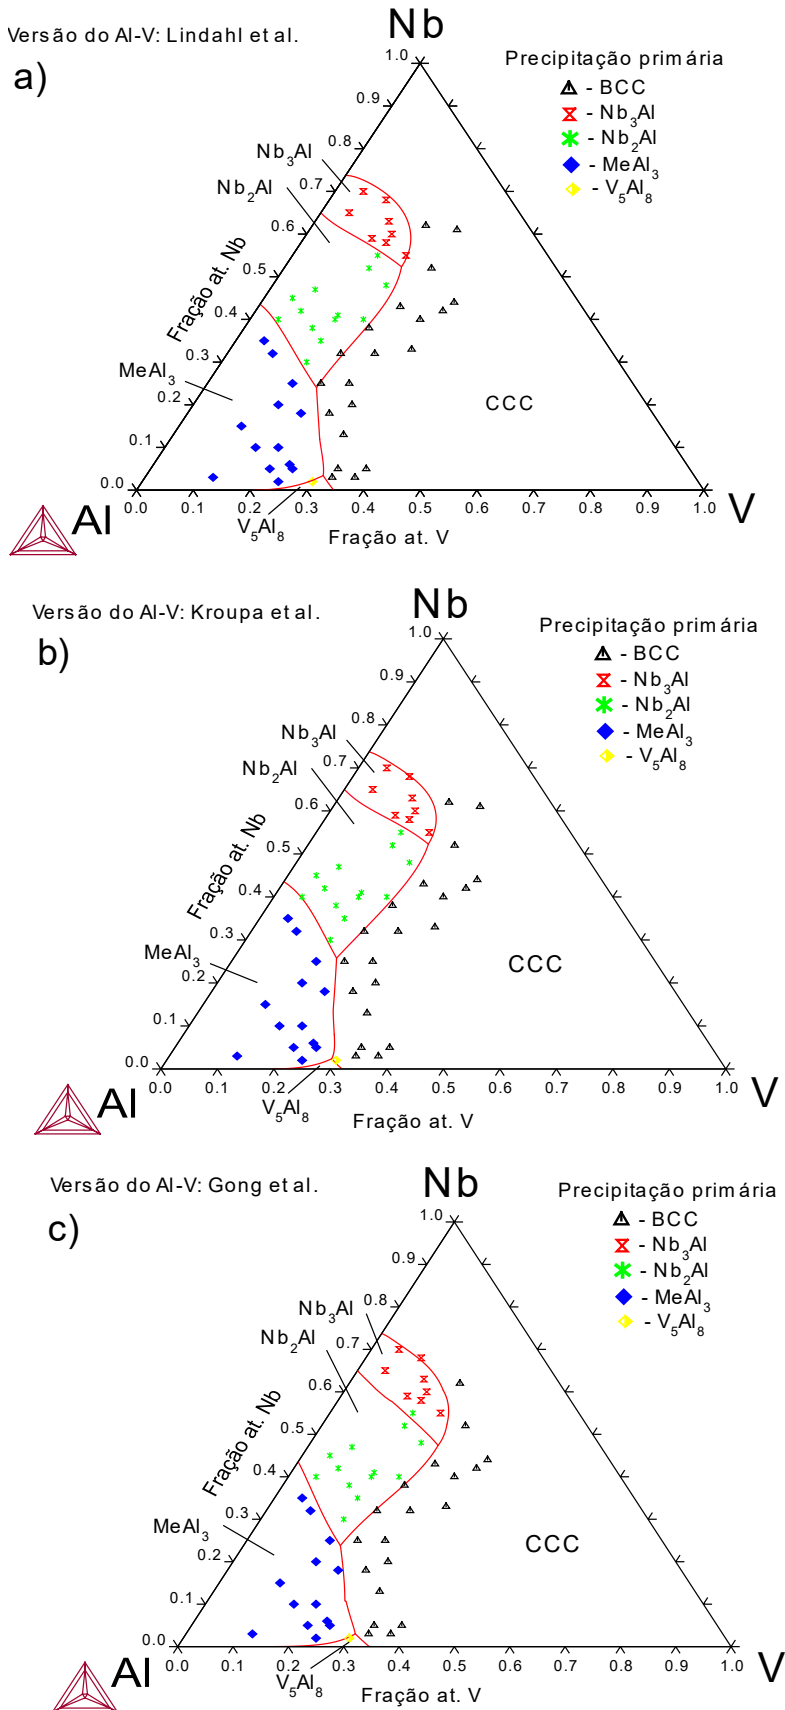 Versão do Al-V: Lindahl et al.
a)
Nb
Precipitação primária
- BCC
- Nb3Al
- Nb2Al
- MeAl3
- V5Al8
1.0
0.9
0.8
0.7
0.6
0.5
0.4
0.3
0.2
0.1
0.0
Nb3Al
Nb2Al
Fração at. Nb
MeAl3
CCC
V5Al8
0.0 0.1 0.2 0.3 0.4 0.5 0.6 0.7 0.8 0.9 1.0
Al
V
Fração at. V
Versão do Al-V: Kroupa et al.
b)
Nb
Precipitação primária
- BCC
- Nb3Al
- Nb2Al
- MeAl3
- V5Al8
1.0
0.9
0.8
0.7
0.6
0.5
0.4
0.3
0.2
0.1
0.0
Nb3Al
Nb2Al
Fração at. Nb
MeAl3
CCC
V5Al8
0.0 0.1 0.2 0.3 0.4 0.5 0.6 0.7 0.8 0.9 1.0
Al
V
Fração at. V
Versão do Al-V: Gong et al.
c)
Nb
Precipitação primária
- BCC
- Nb3Al
- Nb2Al
- MeAl3
- V5Al8
1.0
0.9
0.8
0.7
0.6
0.5
0.4
0.3
0.2
0.1
0.0
Nb3Al
Nb2Al
Fração at. Nb
MeAl3
CCC
V5Al8
0.0 0.1 0.2 0.3 0.4 0.5 0.6 0.7 0.8 0.9 1.0
Al
V
Fração at. V